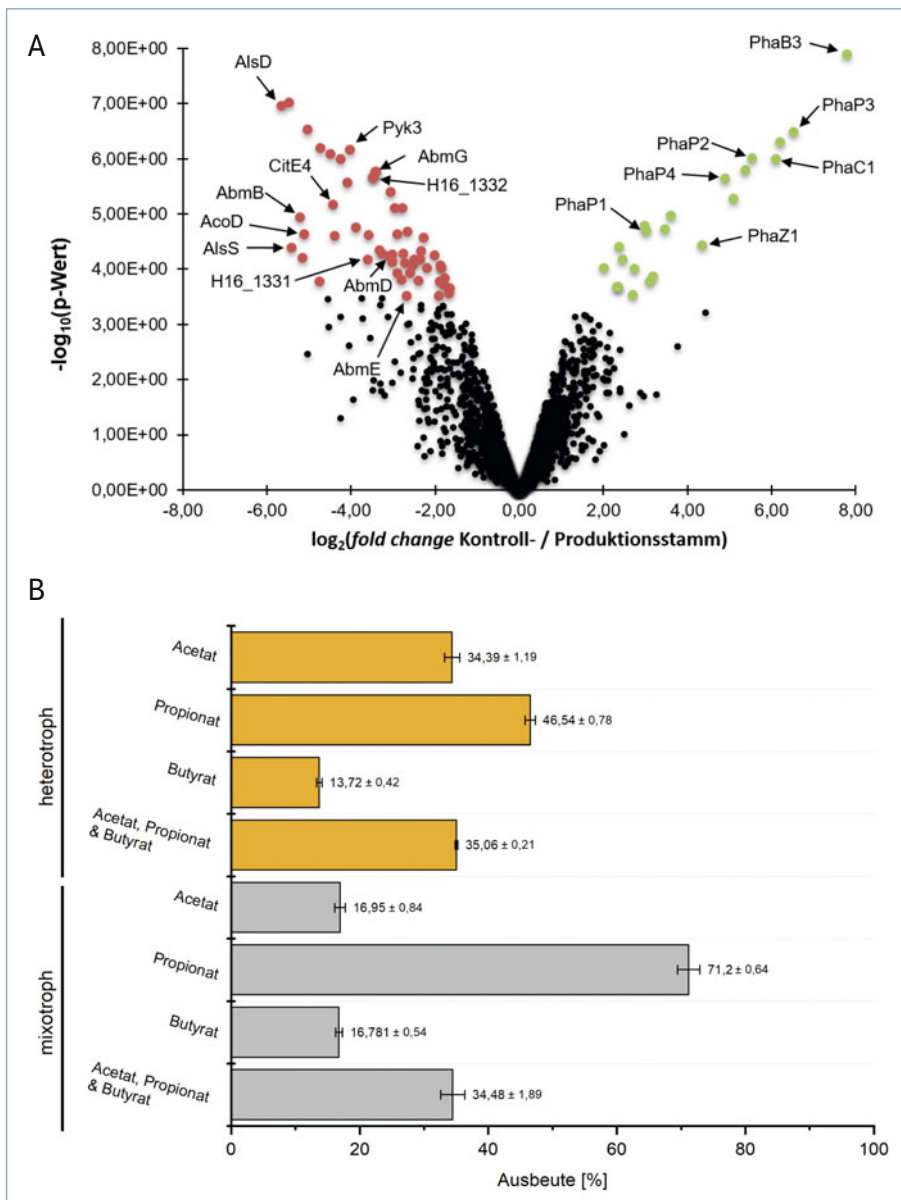 A
8,00E+00
7,00E+00
6,00E+00
5,00E+00
4,00E+00
3,00E+00
2,00E+00
1,00E+00
0,00E+00
-log10(p-Wert)
-8,00 -6,00 -4,00 -2,00 0,00 2,00 4,00 6,00 8,00
log2(fold change Kontroll- / Produktionsstamm)
AlsD
Pyk3
AbmG
CitE4
H16_1332
AbmB
AcoD
AlsS
H16_1331
AbmD
AbmE
PhaB3
PhaP3
PhaP2
PhaC1
PhaP4
PhaP1
PhaZ1
B
heterotroph
Acetat
34,39 ± 1,19
Propionat
46,54 ± 0,78
Butyrat
13,72 ± 0,42
Acetat, Propionat
& Butyrat
35,06 ± 0,21
mixotroph
Acetat
16,95 ± 0,84
Propionat
71,2 ± 0,64
Butyrat
16,781 ± 0,54
Acetat, Propionat
& Butyrat
34,48 ± 1,89
0 20 40 60 80 100
Ausbeute [%]